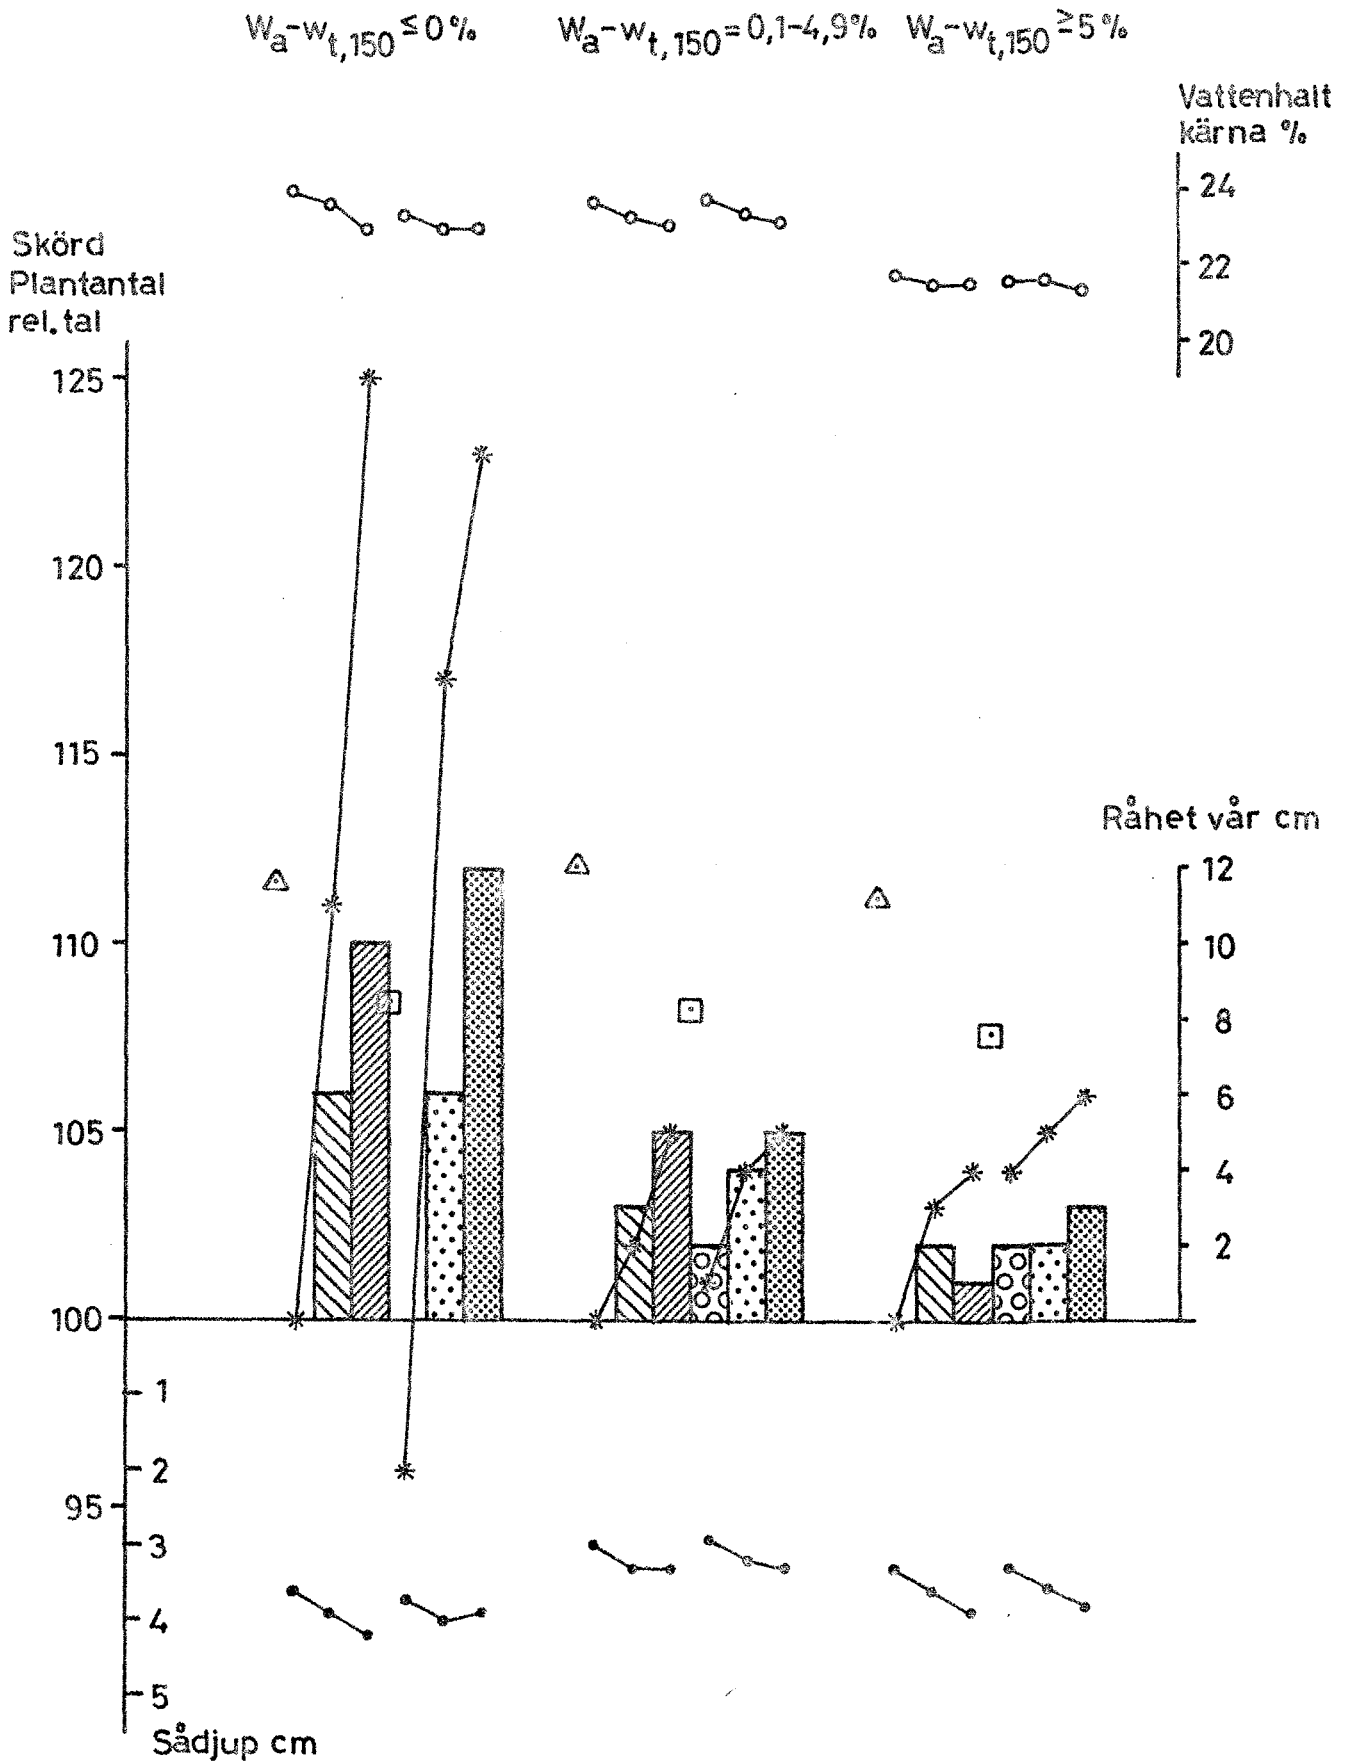 Wa-wt,150 ≤ 0% Wa-wt,150 = 0,1-4,9% Wa-wt,150 ≥ 5%
Vattenhalt
kärna %
24
22
20
Skörd
Plantantal
rel. tal
125
120
115
110
105
100
95
Råhet vår cm
12
10
8
6
4
2
1
2
3
4
5
Sådjup cm